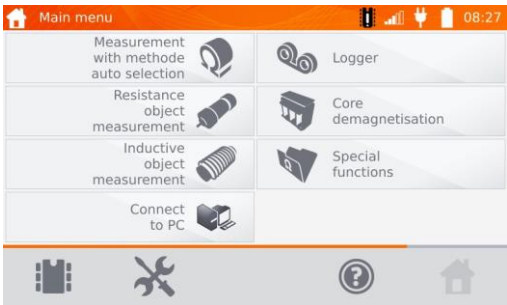 Main menu
08:27
Measurement
with methode
auto selection
Logger
Resistance
object
measurement
Core
demagnetisation
Inductive
object
measurement
Special
functions
Connect
to PC